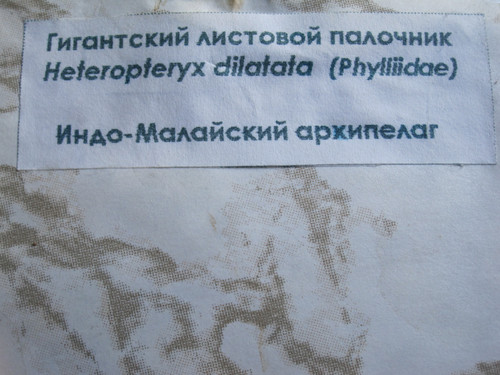 Гигантский листовой палочник
Heteropteryx dilatata (Phylliidae)
Индо-Малайский архипелаг